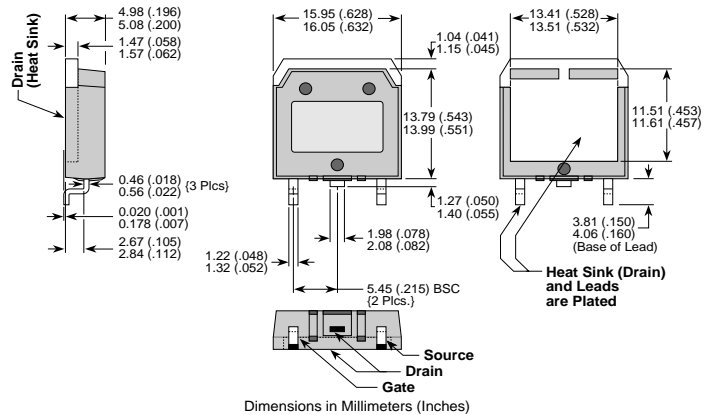 4.98 (.196)
5.08 (.200)
1.47 (.058)
1.57 (.062)
Drain
(Heat Sink)
0.46 (.018)
0.56 (.022)
{3 Plcs}
0.020 (.001)
0.178 (.007)
2.67 (.105)
2.84 (.112)
15.95 (.628)
16.05 (.632)
1.04 (.041)
1.15 (.045)
13.79 (.543)
13.99 (.551)
1.27 (.050)
1.40 (.055)
1.98 (.078)
2.08 (.082)
1.22 (.048)
1.32 (.052)
5.45 (.215) BSC
{2 Plcs.}
13.41 (.528)
13.51 (.532)
11.51 (.453)
11.61 (.457)
3.81 (.150)
4.06 (.160)
(Base of Lead)
Heat Sink (Drain)
and Leads
are Plated
Source
Drain
Gate
Dimensions in Millimeters (Inches)